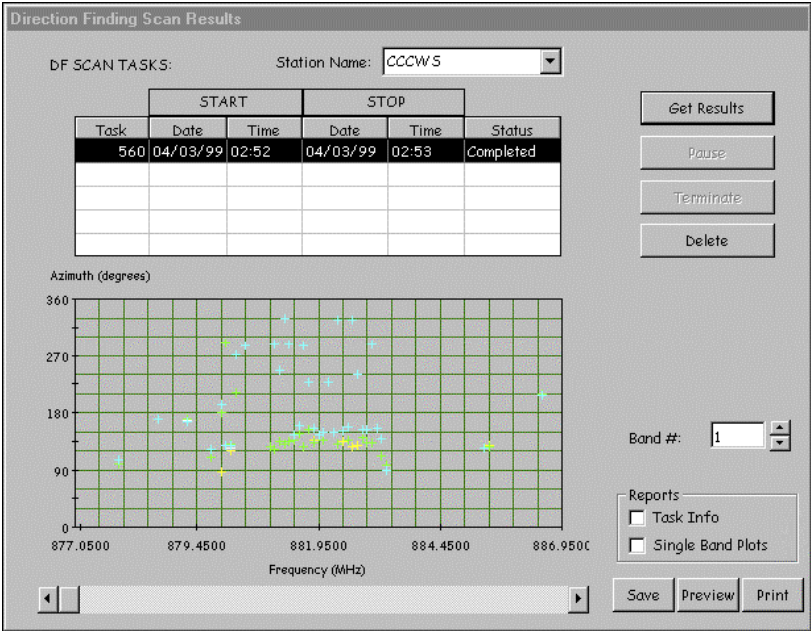 Direction Finding Scan Results
DF SCAN TASKS:
Station Name: CCCWS
START STOP
Task Date Time Date Time Status
560 04/03/99 02:52 04/03/99 02:53 Completed
Get Results
Pause
Terminate
Delete
Azimuth (degrees)
360
270
180
90
0
877.0500 879.4500 881.9500 884.4500 886.950C
Frequency (MHz)
Band #: 1
Reports
Task Info
Single Band Plots
Save Preview Print